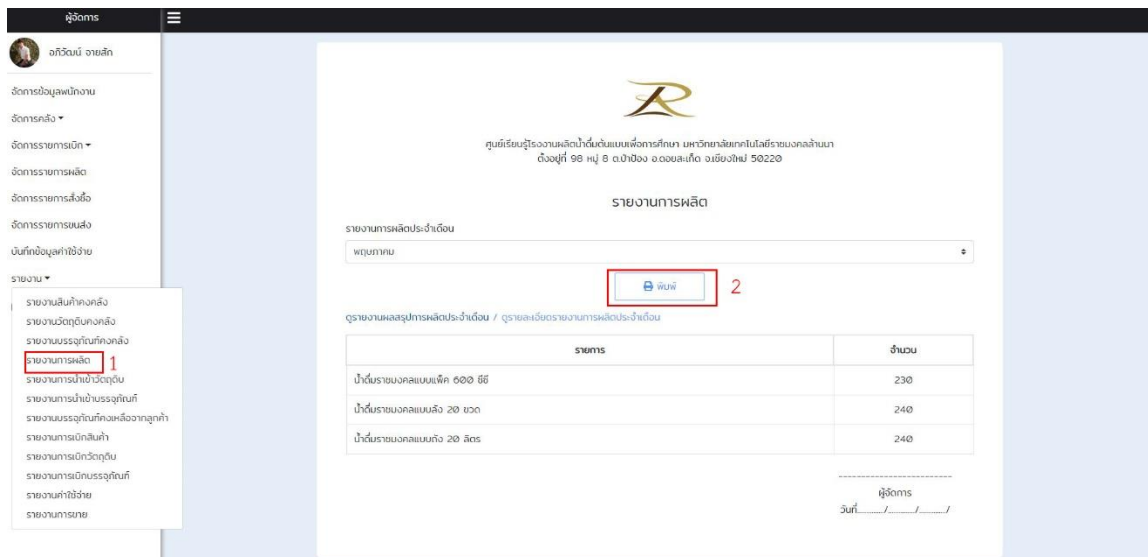 ผู้จัดการ
อภิวัฒน์ อายสัก
จัดการข้อมูลพนักงาน
จัดการคลัง
จัดการรายการเบิก
จัดการรายการผลิต
จัดการรายการสั่งซื้อ
จัดการรายการขนส่ง
บันทึกข้อมูลค่าใช้จ่าย
รายงาน
รายงานสินค้าคงคลัง
รายงานวัตถุดิบคงคลัง
รายงานบรรจุภัณฑ์คงคลัง
รายงานการผลิต 1
รายงานการนำเข้าวัตถุดิบ
รายงานการนำเข้าบรรจุภัณฑ์
รายงานบรรจุภัณฑ์คงเหลือจากลูกค้า
รายงานการเบิกสินค้า
รายงานการเบิกวัตถุดิบ
รายงานการเบิกบรรจุภัณฑ์
รายงานค่าใช้จ่าย
รายงานการขาย
ศูนย์เรียนรู้โรงงานผลิตน้ำดื่มต้นแบบเพื่อการศึกษา มหาวิทยาลัยเทคโนโลยีราชมงคลล้านนา
ตั้งอยู่ที่ 98 หมู่ 8 ต.ป่าป้อง อ.ดอยสะเก็ด จ.เชียงใหม่ 50220
รายงานการผลิต
รายงานการผลิตประจำเดือน
พฤษภาคม
พิมพ์ 2
ดูรายงานผลสรุปการผลิตประจำเดือน / ดูรายละเอียดรายงานการผลิตประจำเดือน
รายการ จำนวน
น้ำดื่มราชมงคลแบบแพ็ค 600 ซีซี 230
น้ำดื่มราชมงคลแบบลัง 20 ขวด 240
น้ำดื่มราชมงคลแบบถัง 20 ลิตร 240
-------------------------
ผู้จัดการ
วันที่.........../.........../.........../